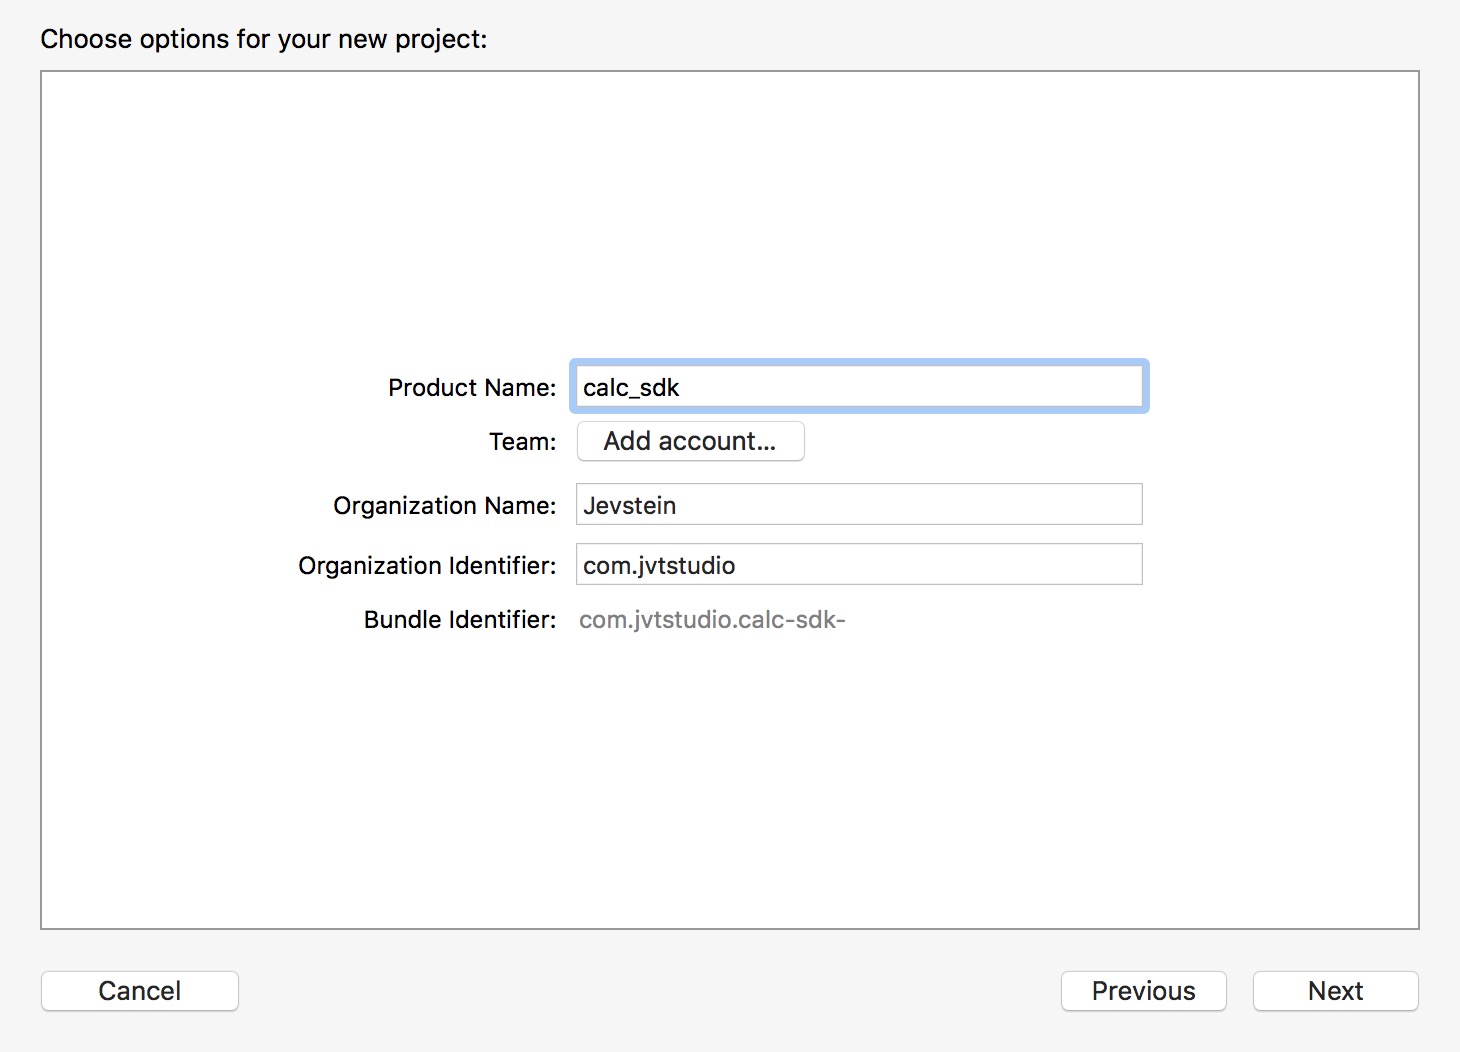 Choose options for your new project:
Product Name: calc_sdk
Team: Add account...
Organization Name: Jevstein
Organization Identifier: com.jvtstudio
Bundle Identifier: com.jvtstudio.calc-sdk-
Cancel Previous Next